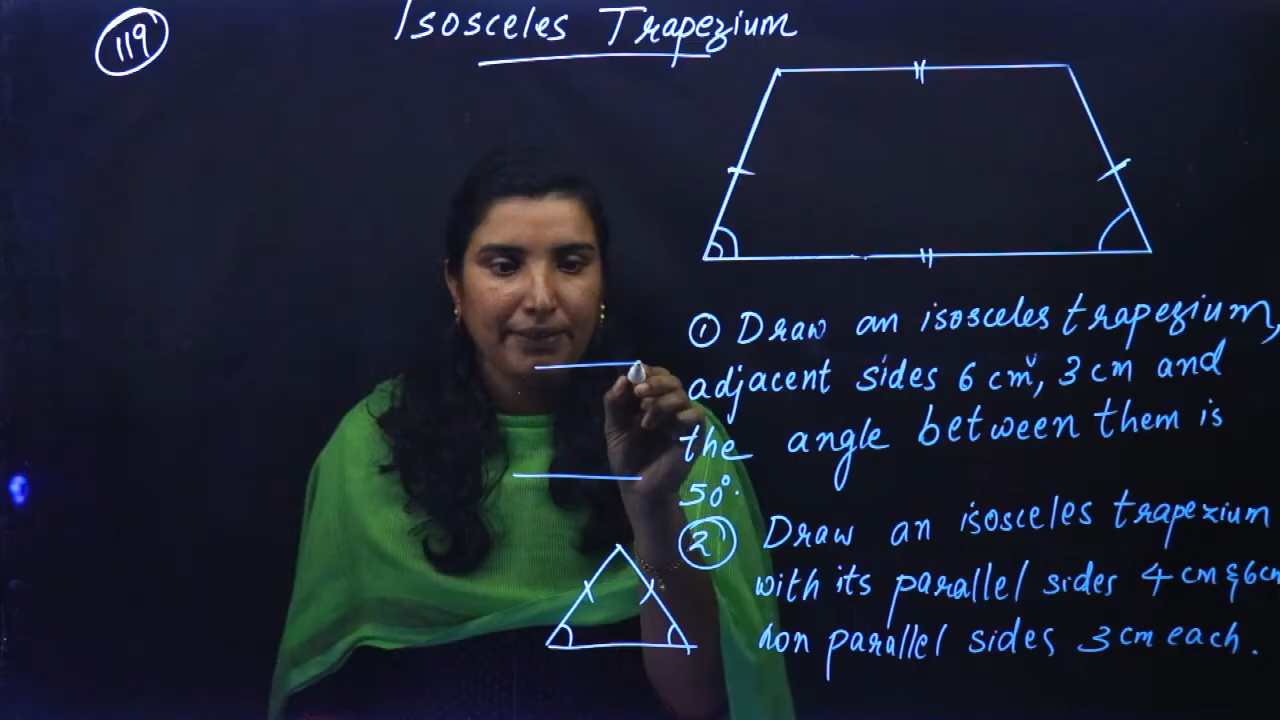 119
Isosceles Trapezium
① Draw an isosceles trapezium,
adjacent sides 6 cm, 3 cm and
the angle between them is
50°.
② Draw an isosceles trapezium
with its parallel sides 4 cm & 6 cm
non parallel sides 3 cm each.